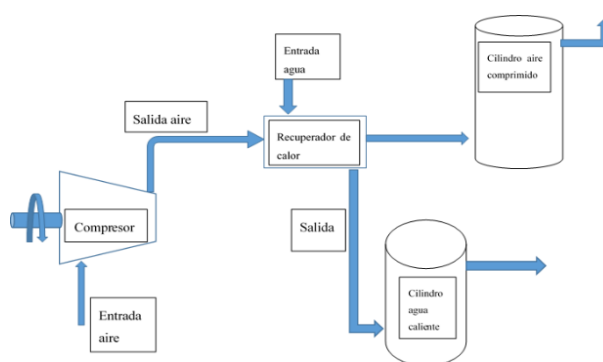 Entrada
agua
Cilindro aire
comprimido
Salida aire
Recuperador de
calor
Compresor
Salida
Cilindro
agua
caliente
Entrada
aire